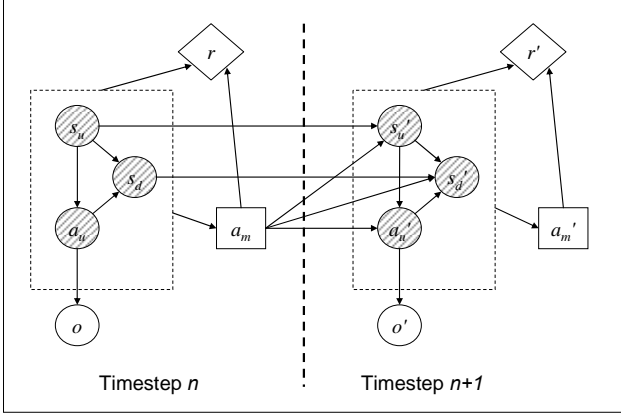 r r'
s_u s_u'
s_d s_d'
a_u a_m a_u' a_m'
o o'
Timestep n Timestep n+1